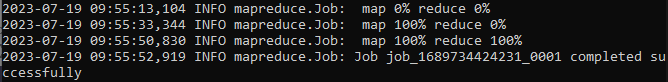 2023-07-19 09:55:13,104 INFO mapreduce.Job:  map 0% reduce 0%
2023-07-19 09:55:33,344 INFO mapreduce.Job:  map 100% reduce 0%
2023-07-19 09:55:50,830 INFO mapreduce.Job:  map 100% reduce 100%
2023-07-19 09:55:52,919 INFO mapreduce.Job: Job job_1689734424231_0001 completed su
ccessfully